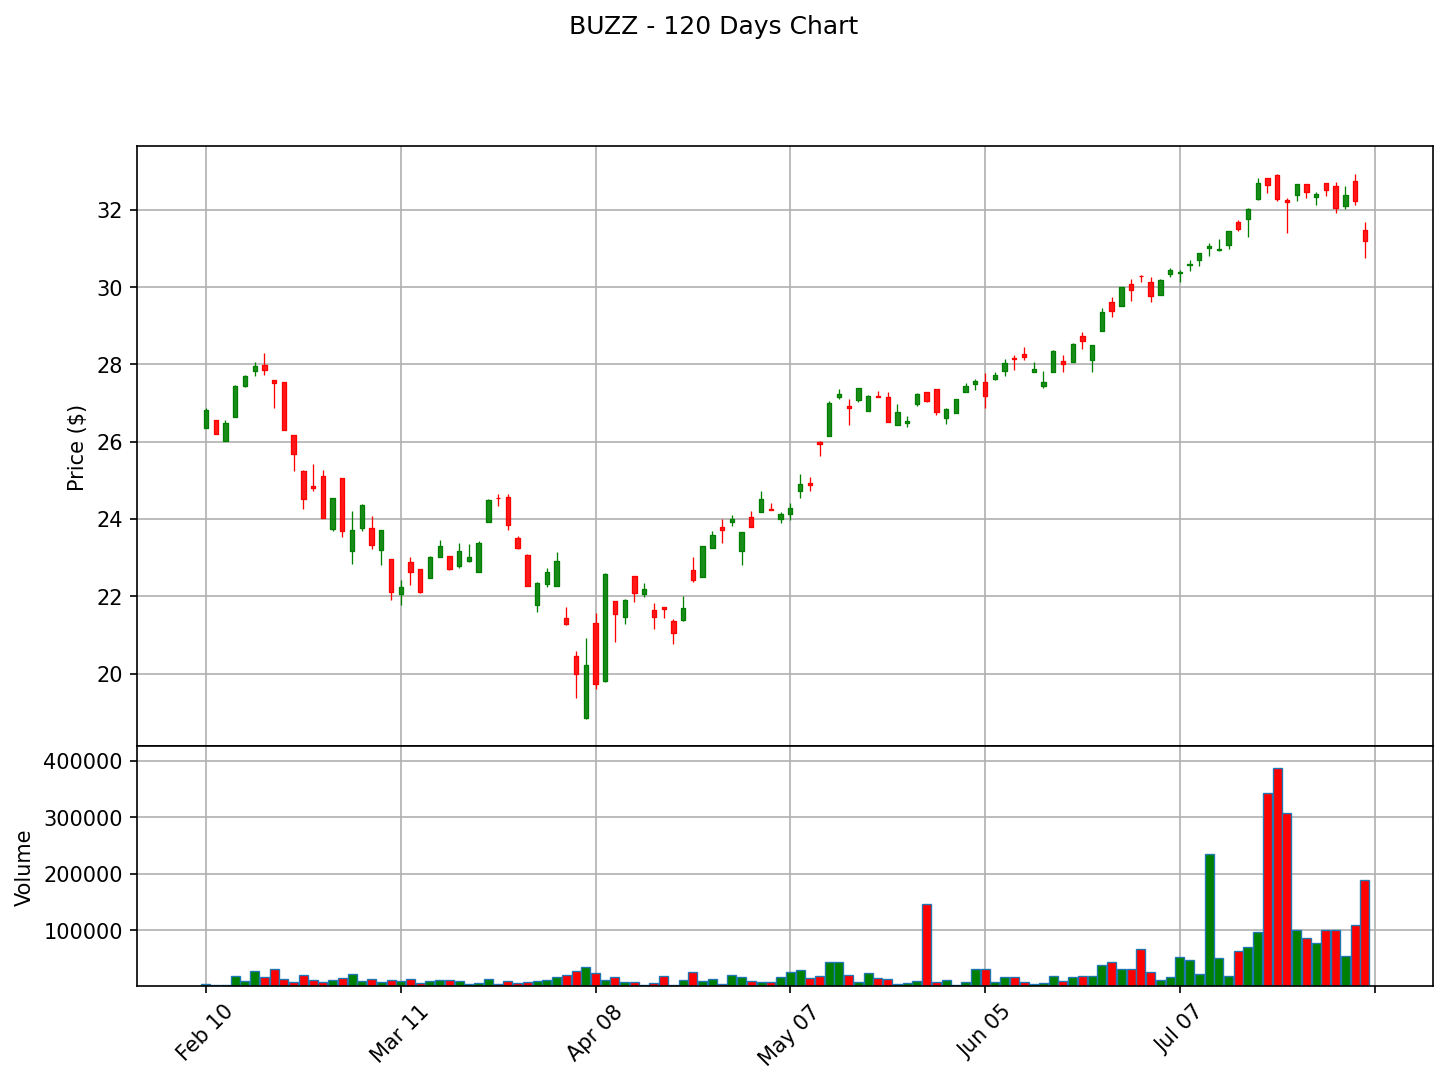 BUZZ - 120 Days Chart
Price ($)
32
30
28
26
24
22
20
Volume
400000
300000
200000
100000
Feb 10
Mar 11
Apr 08
May 07
Jun 05
Jul 07